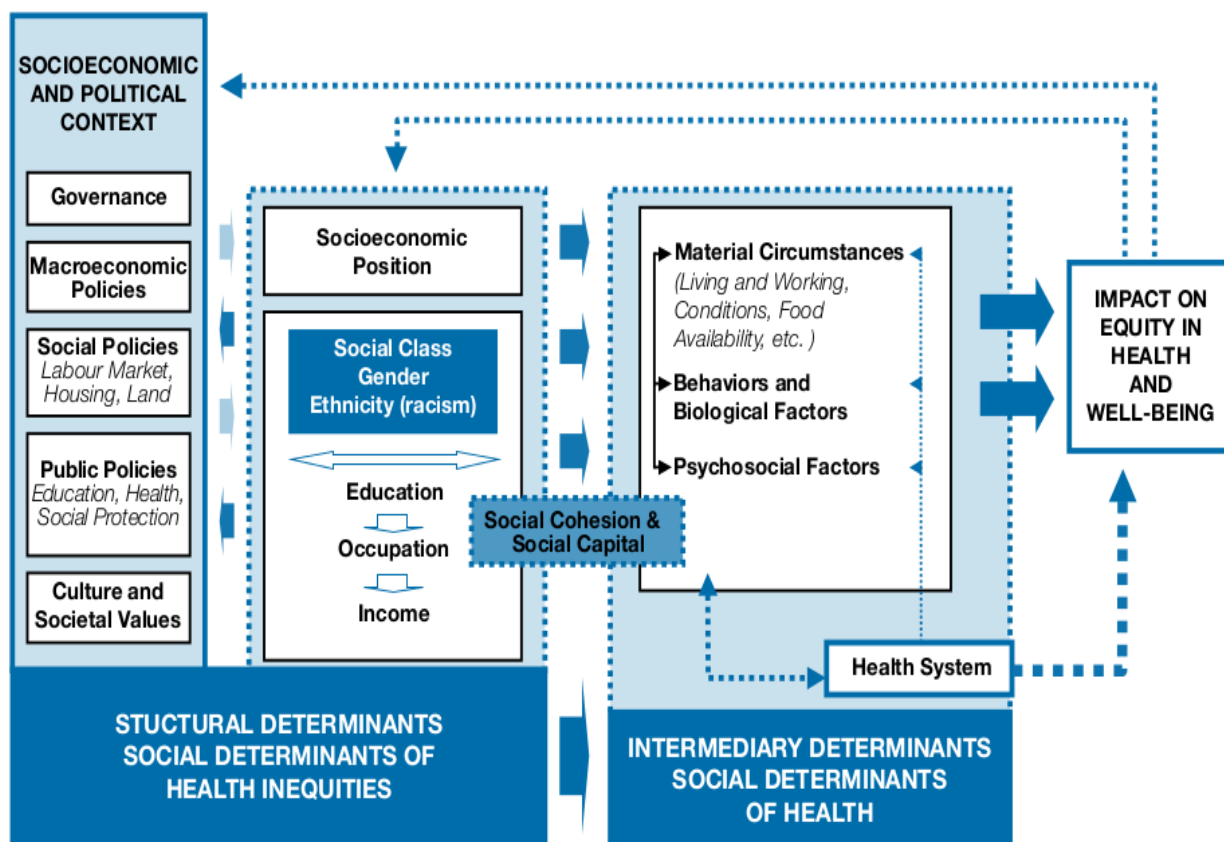 SOCIOECONOMIC
AND POLITICAL
CONTEXT
Governance
Macroeconomic
Policies
Social Policies
Labour Market,
Housing, Land
Public Policies
Education, Health,
Social Protection
Culture and
Societal Values
Socioeconomic
Position
Social Class
Gender
Ethnicity (racism)
Education
Occupation
Income
Social Cohesion &
Social Capital
Material Circumstances
(Living and Working,
Conditions, Food
Availability, etc. )
Behaviors and
Biological Factors
Psychosocial Factors
Health System
IMPACT ON
EQUITY IN
HEALTH
AND
WELL-BEING
STUCTURAL DETERMINANTS
SOCIAL DETERMINANTS OF
HEALTH INEQUITIES
INTERMEDIARY DETERMINANTS
SOCIAL DETERMINANTS
OF HEALTH